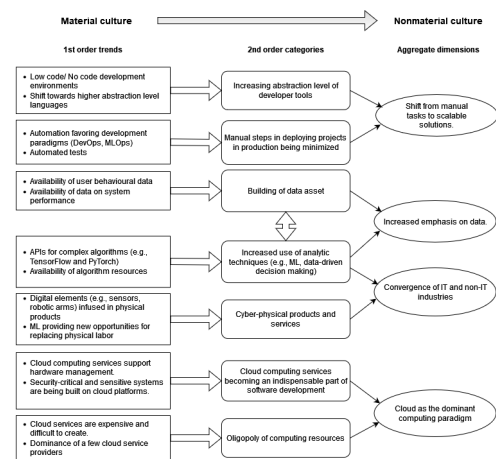 Material culture
Nonmaterial culture
1st order trends
2nd order categories
Aggregate dimensions
• Low code/ No code development
environments
• Shift towards higher abstraction level
languages
Increasing abstraction level of
developer tools
Shift from manual
tasks to scalable
solutions.
• Automation favoring development
paradigms (DevOps, MLOps)
• Automated tests
Manual steps in deploying projects
in production being minimized
• Availability of user behavioural data
• Availability of data on system
performance
Building of data asset
Increased emphasis on data.
• APIs for complex algorithms (e.g.,
TensorFlow and PyTorch)
• Availability of algorithm resources
Increased use of analytic
techniques (e.g., ML, data-driven
decision making)
Convergence of IT and non-IT
industries
• Digital elements (e.g., sensors,
robotic arms) infused in physical
products
• ML providing new opportunities for
replacing physical labor
Cyber-physical products and
services
• Cloud computing services support
hardware management.
• Security-critical and sensitive systems
are being built on cloud platforms.
Cloud computing services
becoming an indispensable part of
software development
Cloud as the dominant
computing paradigm
• Cloud services are expensive and
difficult to create.
• Dominance of a few cloud service
providers
Oligopoly of computing resources